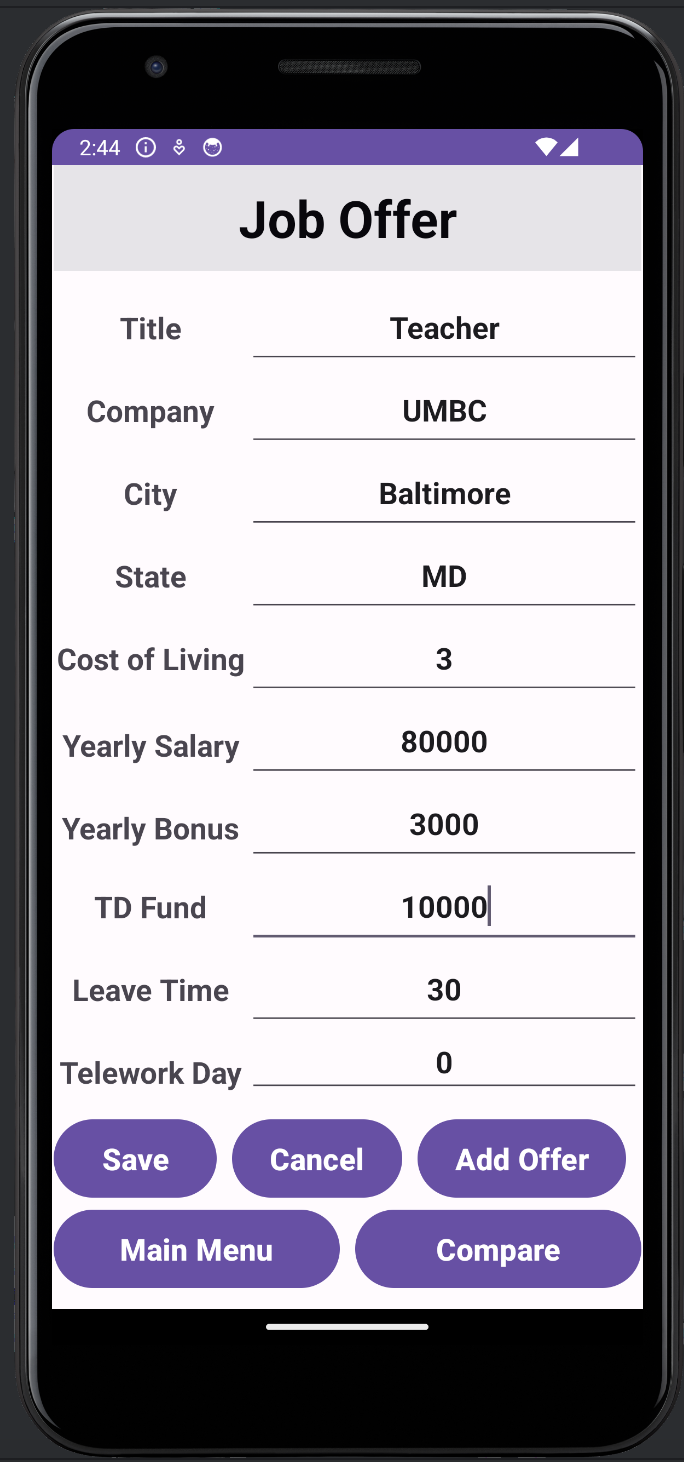 2:44
Job Offer
Title Teacher
Company UMBC
City Baltimore
State MD
Cost of Living 3
Yearly Salary 80000
Yearly Bonus 3000
TD Fund 10000
Leave Time 30
Telework Day 0
Save Cancel Add Offer
Main Menu Compare